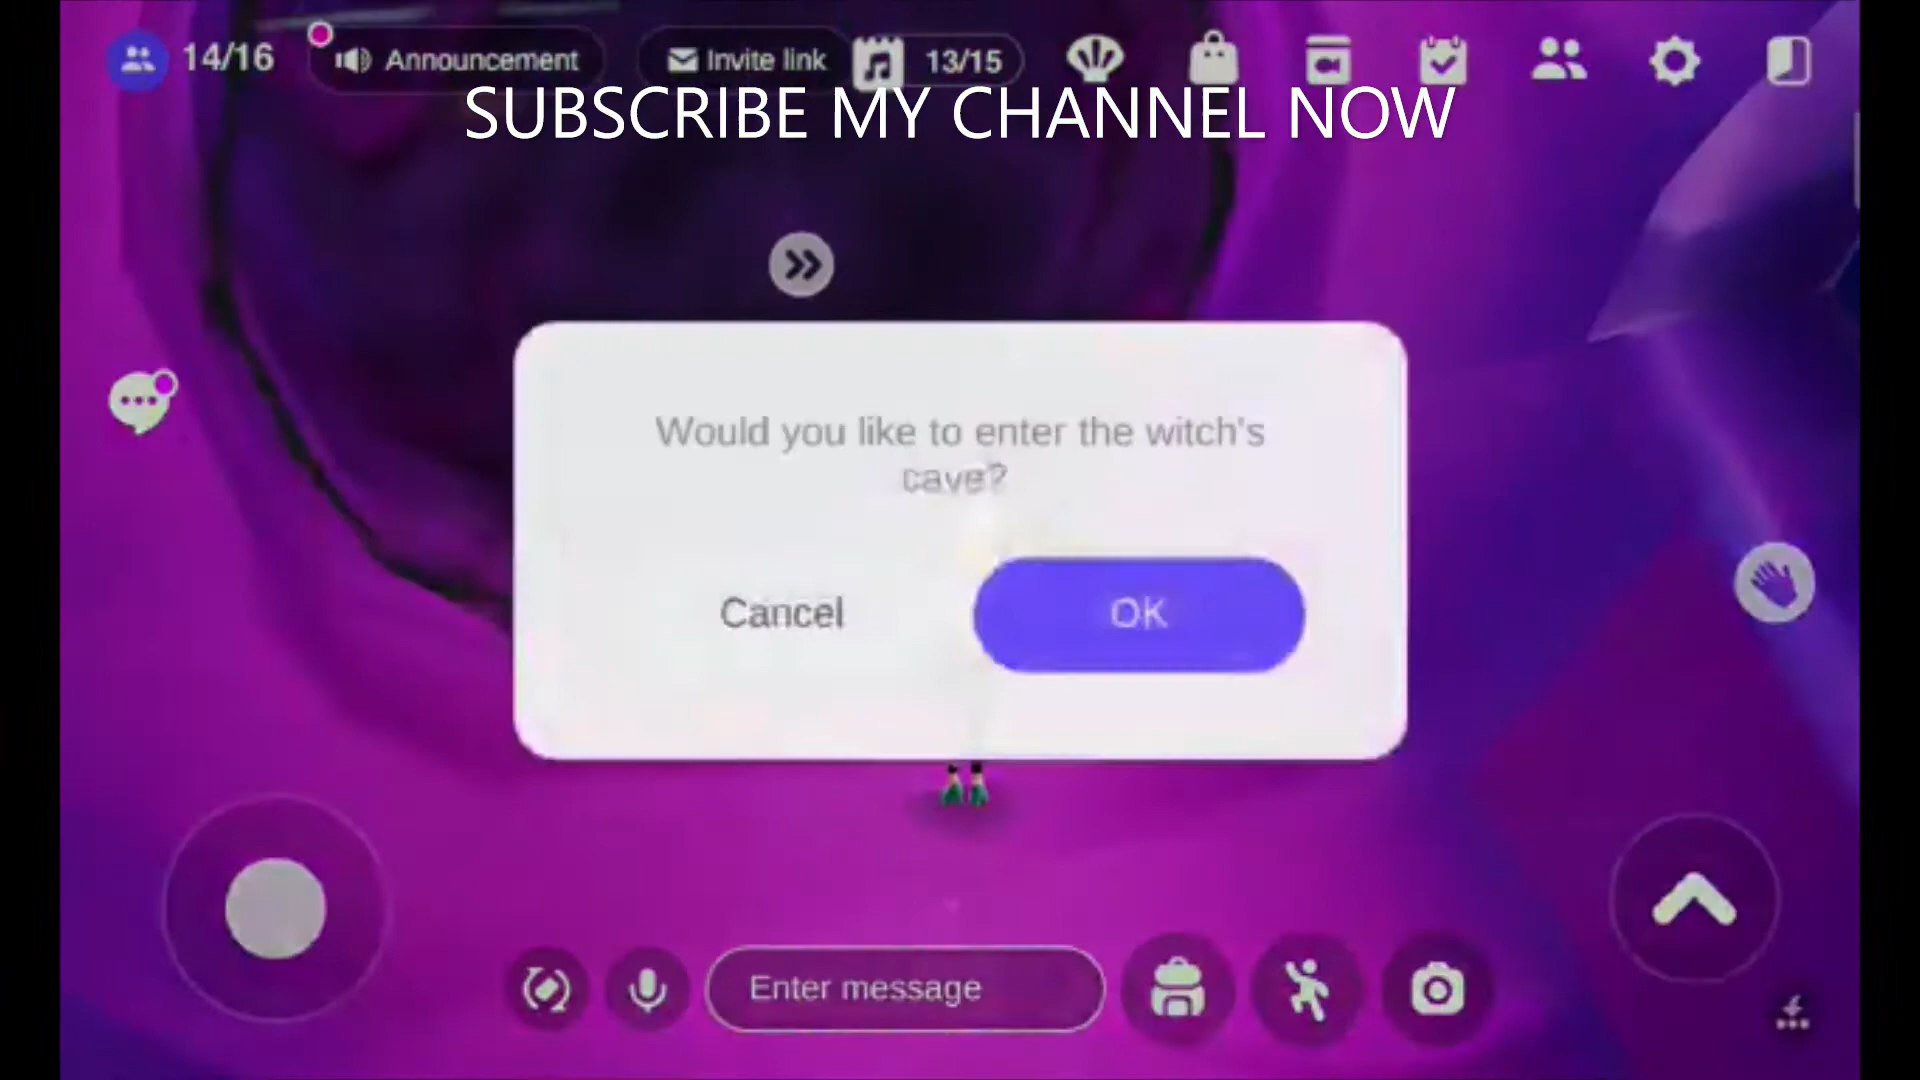 14/16
Announcement
Invite link
13/15
SUBSCRIBE MY CHANNEL NOW
Would you like to enter the witch's
cave?
Cancel
OK
Enter message